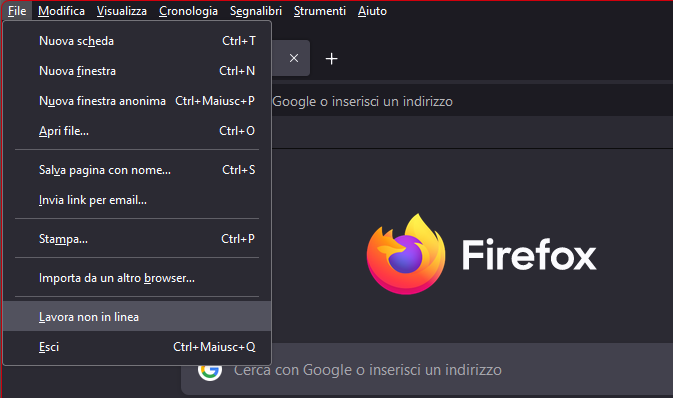 File Modifica Visualizza Cronologia Segnalibri Strumenti Aiuto
Nuova scheda Ctrl+T
Nuova finestra Ctrl+N
Nuova finestra anonima Ctrl+Maiusc+P
Google o inserisci un indirizzo
Apri file... Ctrl+O
Salva pagina con nome... Ctrl+S
Invia link per email...
Stampa... Ctrl+P
Firefox
Importa da un altro browser...
Lavora non in linea
Esci Ctrl+Maiusc+Q
Cerca con Google o inserisci un indirizzo